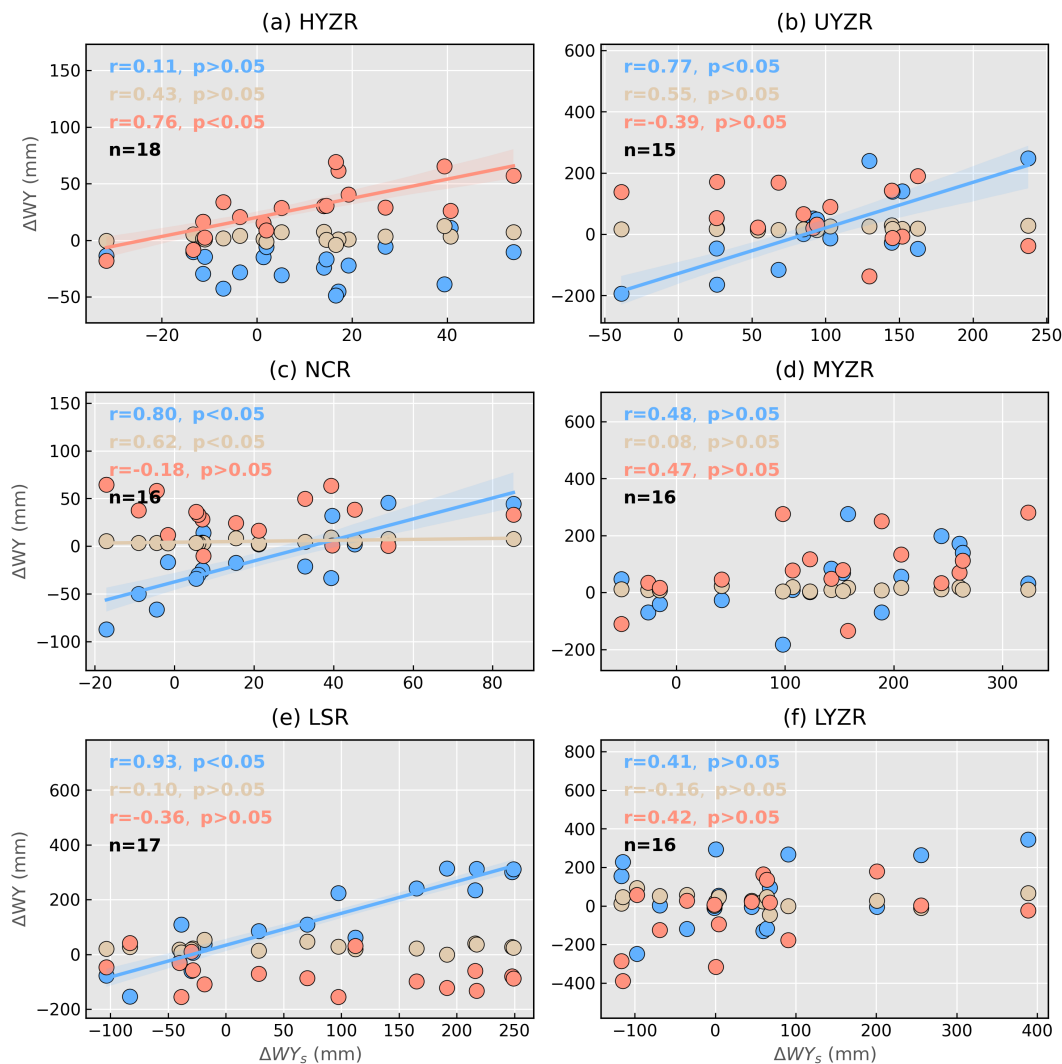 (a) HYZR
r=0.11, p>0.05
r=0.43, p>0.05
r=0.76, p<0.05
n=18
ΔWY (mm)
150
100
50
0
−50
−20 0 20 40
(b) UYZR
r=0.77, p<0.05
r=0.55, p>0.05
r=-0.39, p>0.05
n=15
600
400
200
0
−200
−50 0 50 100 150 200 250
(c) NCR
r=0.80, p<0.05
r=0.62, p<0.05
r=-0.18, p>0.05
n=16
ΔWY (mm)
150
100
50
0
−50
−100
−20 0 20 40 60 80
(d) MYZR
r=0.48, p>0.05
r=0.08, p>0.05
r=0.47, p>0.05
n=16
600
400
200
0
−200
0 100 200 300
(e) LSR
r=0.93, p<0.05
r=0.10, p>0.05
r=-0.36, p>0.05
n=17
ΔWY (mm)
600
400
200
0
−200
−100 −50 0 50 100 150 200 250
ΔWYₛ (mm)
(f) LYZR
r=0.41, p>0.05
r=-0.16, p>0.05
r=0.42, p>0.05
n=16
800
600
400
200
0
−200
−400
−100 0 100 200 300 400
ΔWYₛ (mm)